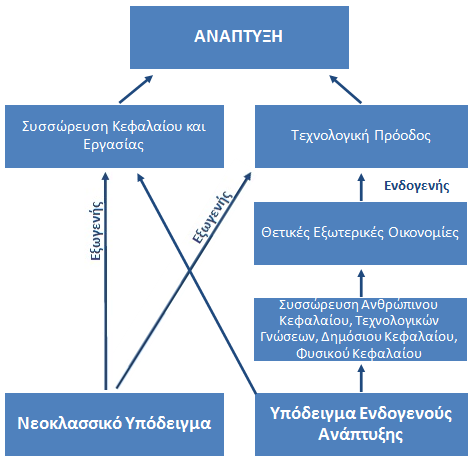 ΑΝΑΠΤΥΞΗ
Συσσώρευση Κεφαλαίου και
Εργασίας
Τεχνολογική Πρόοδος
Ενδογενής
Εξωγενής
Εξωγενής
Θετικές Εξωτερικές Οικονομίες
Συσσώρευση Ανθρώπινου
Κεφαλαίου, Τεχνολογικών
Γνώσεων, Δημόσιου Κεφαλαίου,
Φυσικού Κεφαλαίου
Νεοκλασσικό Υπόδειγμα
Υπόδειγμα Ενδογενούς
Ανάπτυξης